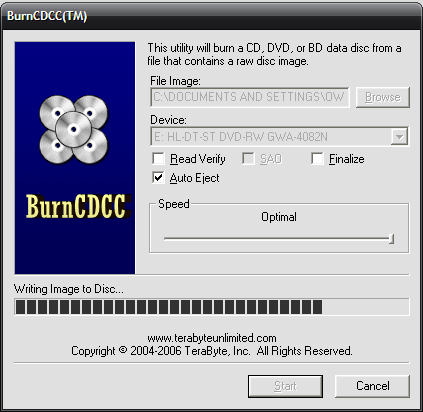 BurnCDCC(TM)
This utility will burn a CD, DVD, or BD data disc from a
file that contains a raw disc image.
File Image:
C:\DOCUMENTS AND SETTINGS\OW
Browse
Device:
E: HL-DT-ST DVD-RW GWA-4082N
Read Verify
SAO
Finalize
Auto Eject
BurnCDCC
Speed
Optimal
Writing Image to Disc...
www.terabyteunlimited.com
Copyright © 2004-2006 TeraByte, Inc. All Rights Reserved.
Start
Cancel